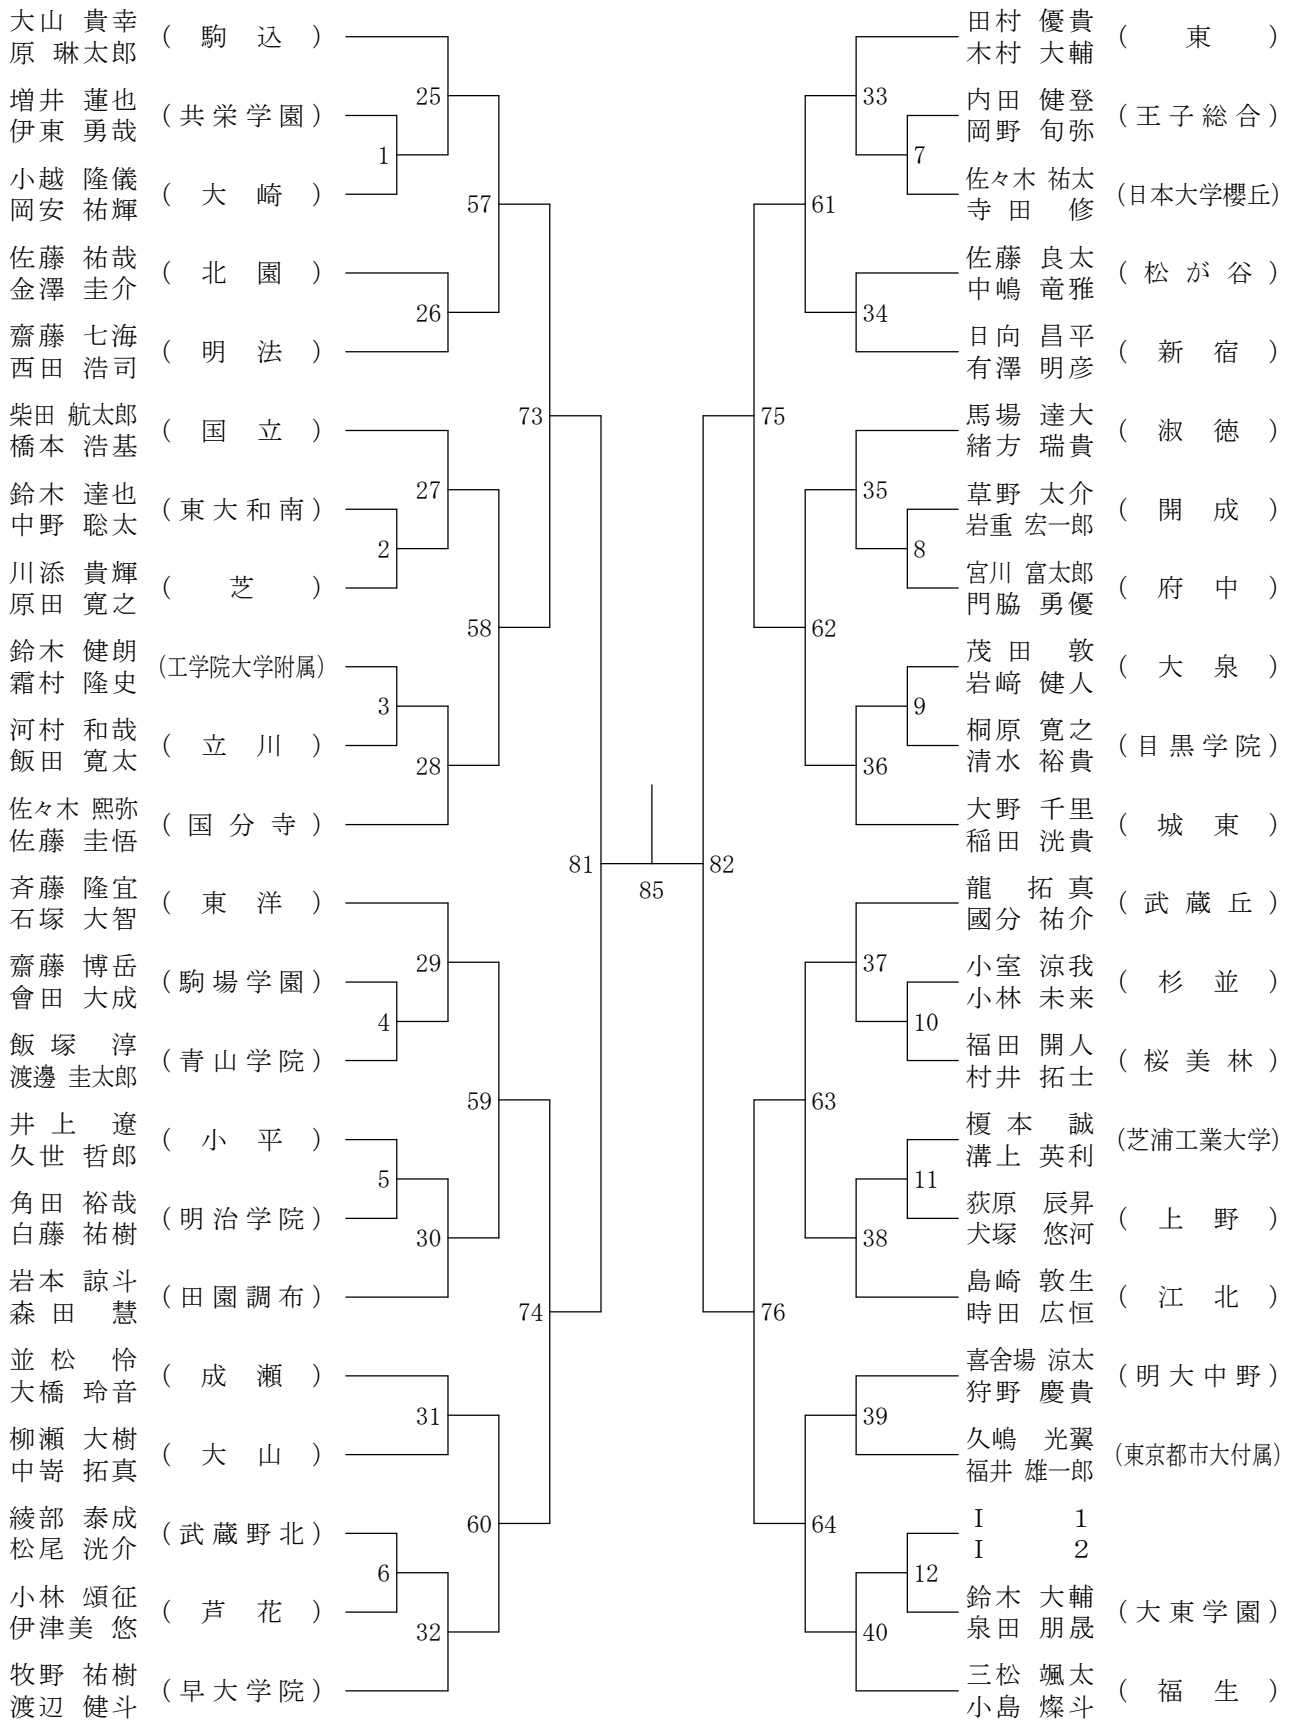 大山 貴幸
原 琳太郎
( 駒 込 )
増井 蓮也
伊東 勇哉
( 共 栄 学 園 )
小越 隆儀
岡安 祐輝
( 大 崎 )
佐藤 祐哉
金澤 圭介
( 北 園 )
齋藤 七海
西田 浩司
( 明 法 )
柴田 航太郎
橋本 浩基
( 国 立 )
鈴木 達也
中野 聡太
( 東 大 和 南 )
川添 貴輝
原田 寛之
( 芝 )
鈴木 健朗
霜村 隆史
(工学院大学附属)
河村 和哉
飯田 寛太
( 立 川 )
佐々木 熙弥
佐藤 圭悟
( 国 分 寺 )
斉藤 隆宜
石塚 大智
( 東 洋 )
齋藤 博岳
會田 大成
( 駒 場 学 園 )
飯塚 淳
渡邊 圭太郎
( 青 山 学 院 )
井上 遼
久世 哲郎
( 小 平 )
角田 裕哉
白藤 祐樹
( 明 治 学 院 )
岩本 諒斗
森田 慧
( 田 園 調 布 )
並松 怜
大橋 玲音
( 成 瀬 )
柳瀬 大樹
中嵜 拓真
( 大 山 )
綾部 泰成
松尾 洸介
( 武 蔵 野 北 )
小林 頌征
伊津美 悠
( 芦 花 )
牧野 祐樹
渡辺 健斗
( 早 大 学 院 )
25
1
57
26
73
27
2
58
3
28
81
29
4
59
5
30
74
31
60
6
32
85
82
33
7
61
34
75
35
8
62
9
36
37
10
63
11
38
76
39
64
12
40
田村 優貴
木村 大輔
( 東 )
内田 健登
岡野 旬弥
( 王 子 総 合 )
佐々木 祐太
寺田 修
(日本大学櫻丘)
佐藤 良太
中嶋 竜雅
( 松 が 谷 )
日向 昌平
有澤 明彦
( 新 宿 )
馬場 達大
緒方 瑞貴
( 淑 徳 )
草野 太介
岩重 宏一郎
( 開 成 )
宮川 富太郎
門脇 勇優
( 府 中 )
茂田 敦
岩﨑 健人
( 大 泉 )
桐原 寛之
清水 裕貴
( 目 黒 学 院 )
大野 千里
稲田 洸貴
( 城 東 )
龍 拓真
國分 祐介
( 武 蔵 丘 )
小室 涼我
小林 未来
( 杉 並 )
福田 開人
村井 拓士
( 桜 美 林 )
榎本 誠
溝上 英利
(芝浦工業大学)
荻原 辰昇
犬塚 悠河
( 上 野 )
島崎 敦生
時田 広恒
( 江 北 )
喜舎場 涼太
狩野 慶貴
( 明 大 中 野 )
久嶋 光翼
福井 雄一郎
(東京都市大付属)
I 1
I 2
鈴木 大輔
泉田 朋晟
( 大 東 学 園 )
三松 颯太
小島 燦斗
( 福 生 )